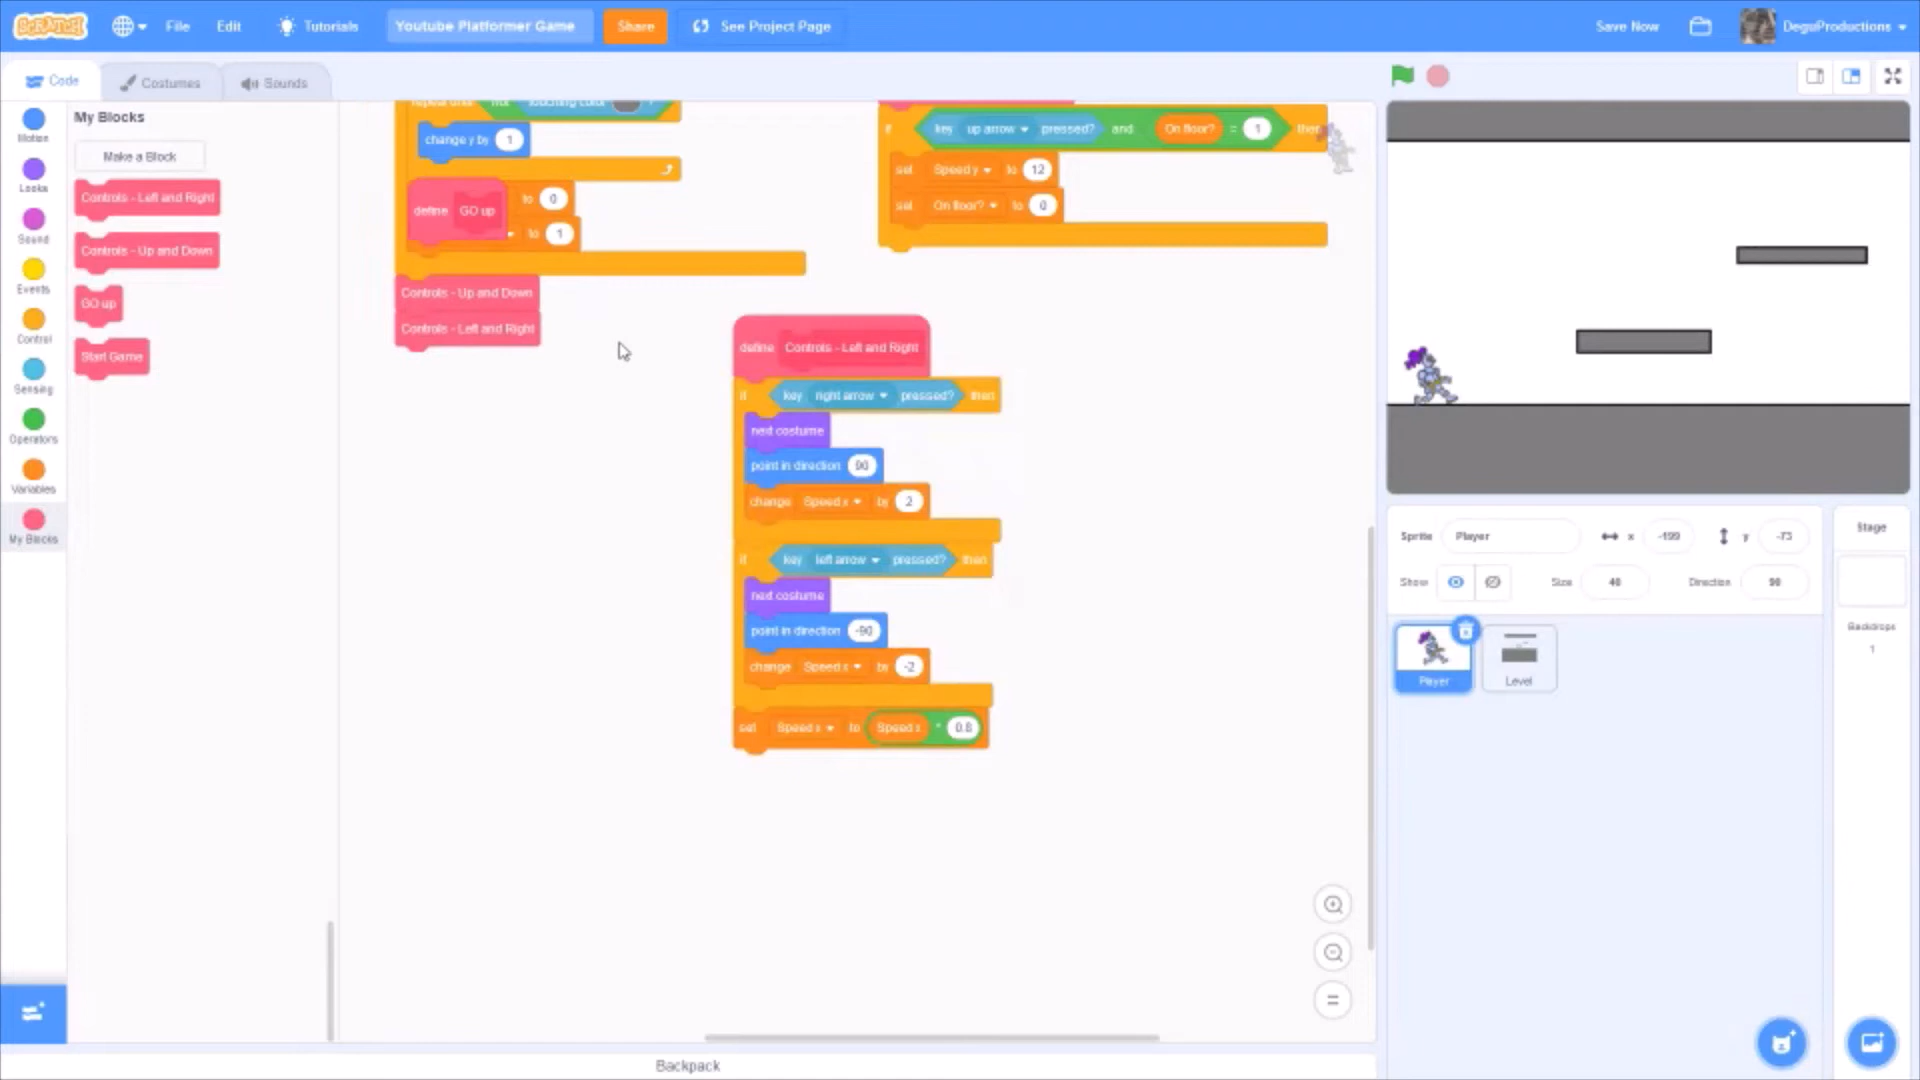 SCRATCH
File
Edit
Tutorials
Youtube Platformer Game
Share
See Project Page
Save Now
DeguProductions
Code
Costumes
Sounds
Motion
Looks
Sound
Events
Control
Sensing
Operators
Variables
My Blocks
My Blocks
Make a Block
Controls - Left and Right
Controls - Up and Down
GO up
Start Game
touching color ?
change y by 1
define GO up to 0
to 1
Controls - Up and Down
Controls - Left and Right
if key up arrow pressed? and On floor? = 1 then
set Speed y to 12
set On floor? to 0
define Controls - Left and Right
if key right arrow pressed? then
next costume
point in direction 90
change Speed x by 2
if key left arrow pressed? then
next costume
point in direction -90
change Speed x by -2
set Speed x to Speed x * 0.8
Sprite Player x -199 y -73
Show Size 40 Direction 90
Player
Level
Stage
Backdrops
1
Backpack